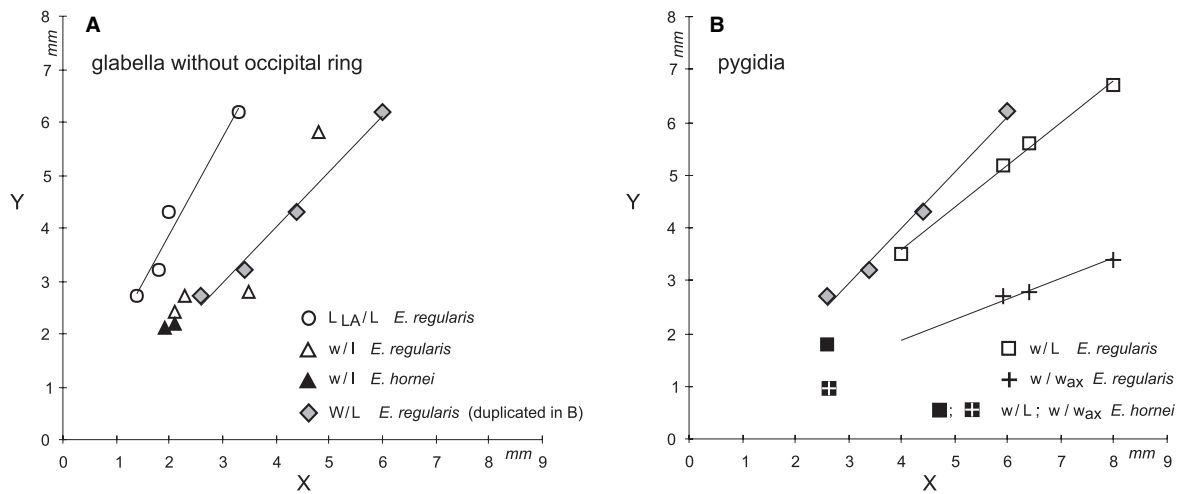 A
mm
glabella without occipital ring
8
7
6
5
4
3
2
1
0
Y
L LA/L E. regularis
w/l E. regularis
w/l E. hornei
W/L E. regularis (duplicated in B)
0 1 2 3 4 5 6 7 8 9
mm
X
B
mm
pygidia
8
7
6
5
4
3
2
1
0
Y
w/L E. regularis
w/wax E. regularis
; w/L ; w/wax E. hornei
0 1 2 3 4 5 6 7 8 9
mm
X